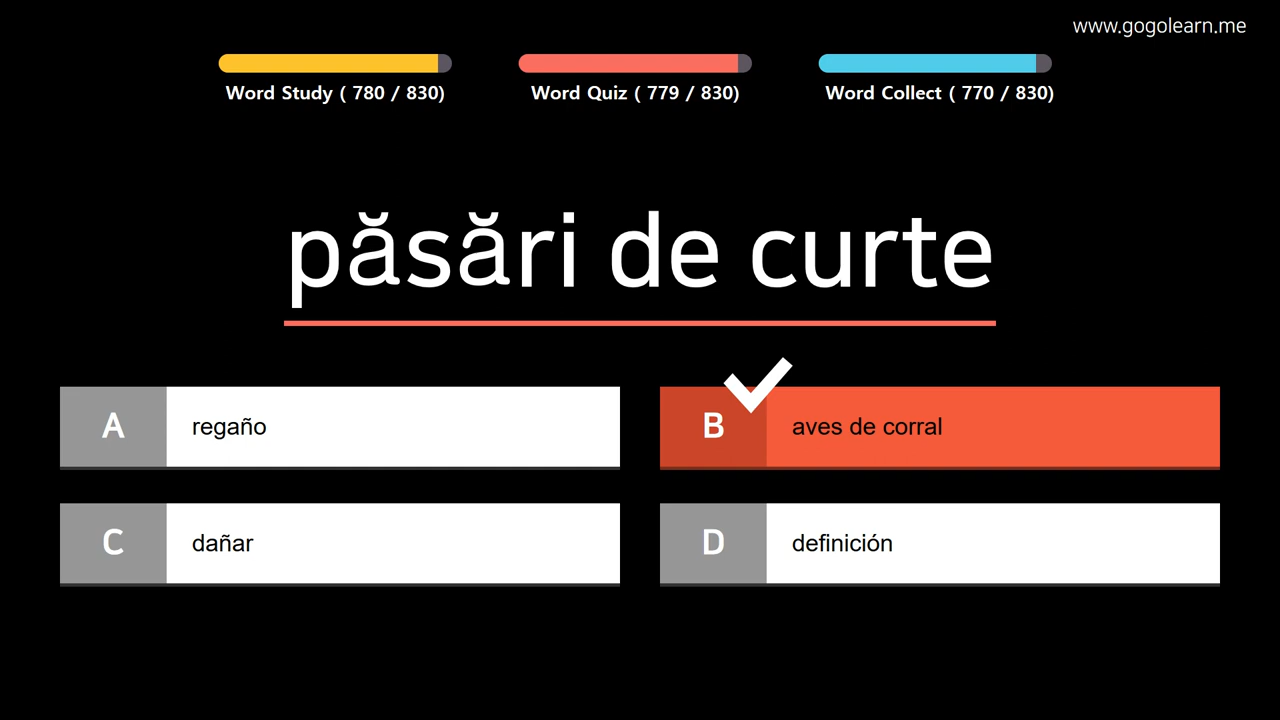 www.gogolearn.me
Word Study ( 780 / 830)
Word Quiz ( 779 / 830)
Word Collect ( 770 / 830)
păsări de curte
A regaño
B aves de corral
C dañar
D definición